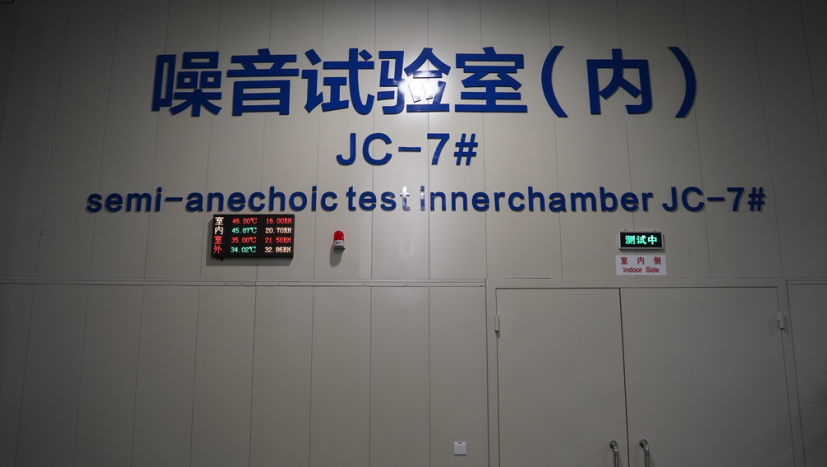 噪音试验室(内)
JC-7#
semi-anechoic test innerchamber JC-7#
室 46.00℃ 16.00RH
内 45.87℃ 20.70RH
室 35.00℃ 21.50RH
外 34.02℃ 32.86RH
测试中
室 内 侧
Indoor Side